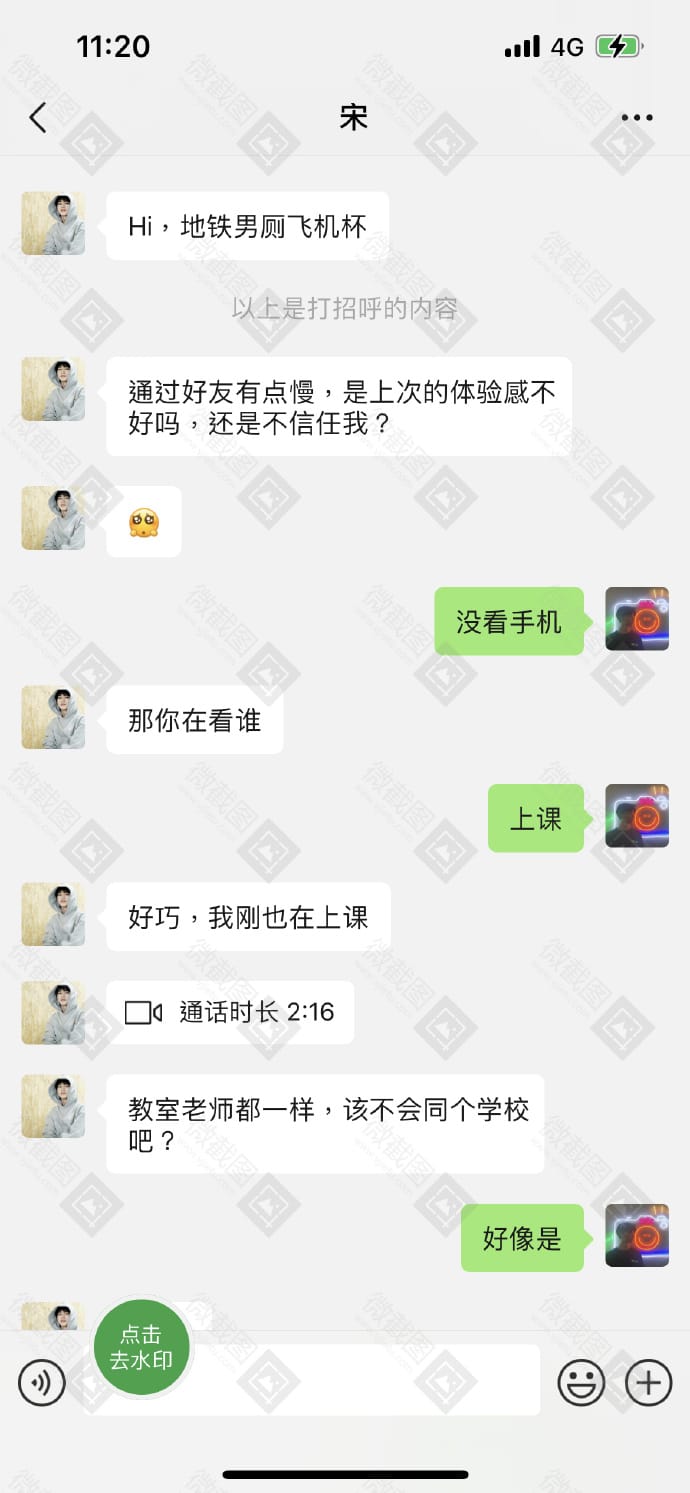 11:20
4G
宋
Hi，地铁男厕飞机杯
以上是打招呼的内容
通过好友有点慢，是上次的体验感不
好吗，还是不信任我？
没看手机
那你在看谁
上课
好巧，我刚也在上课
通话时长 2:16
教室老师都一样，该不会同个学校
吧？
好像是
点击
去水印
微截图